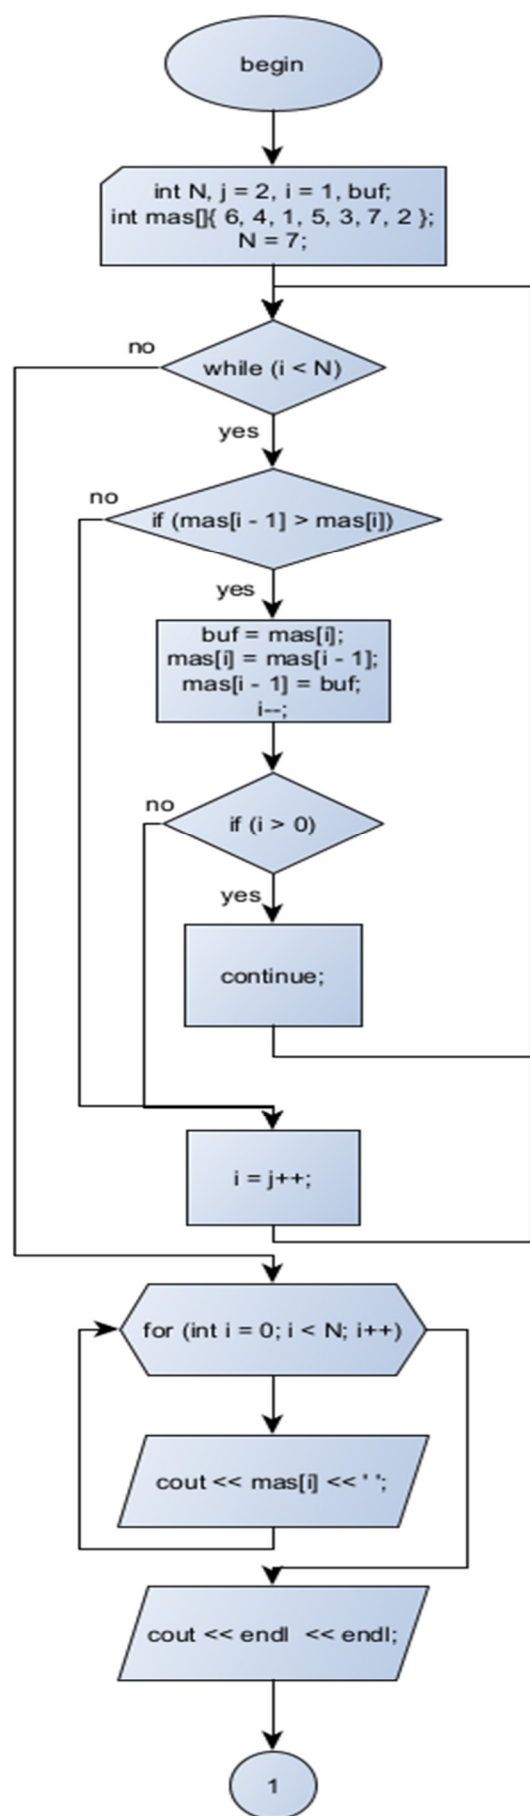 begin
int N, j = 2, i = 1, buf;
int mas[]{ 6, 4, 1, 5, 3, 7, 2 };
N = 7;
no
while (i < N)
yes
no
if (mas[i - 1] > mas[i])
yes
buf = mas[i];
mas[i] = mas[i - 1];
mas[i - 1] = buf;
i--;
no
if (i > 0)
yes
continue;
i = j++;
for (int i = 0; i < N; i++)
cout << mas[i] << ' ';
cout << endl << endl;
1